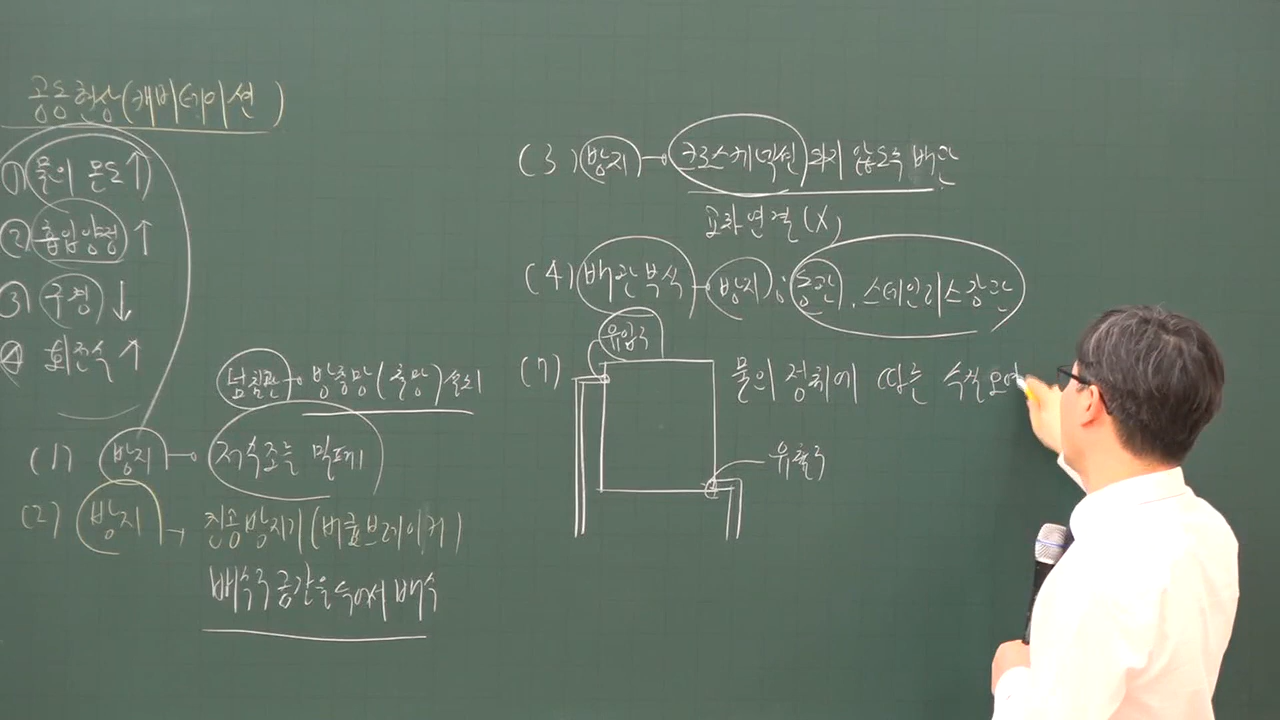 공동현상(캐비테이션)
① 물의 온도 ↑
② 흡입양정 ↑
③ 구경 ↓
④ 회전속 ↑
넘침관 → 방충망(충망)설치
(1) 방지 → 저수조는 밀폐
(2) 방지 → 진공방지기(버큠브레이커)
배수구 공간을 두어서 배수
(3) 방지 → 크로스케넥션 되지 않도록 배관
교차연결(X)
(4) 배관부식 → 방지 ; 동관, 스테인리스강관
유입구
(7) 물의 정체에 따른 수질오염
유출구